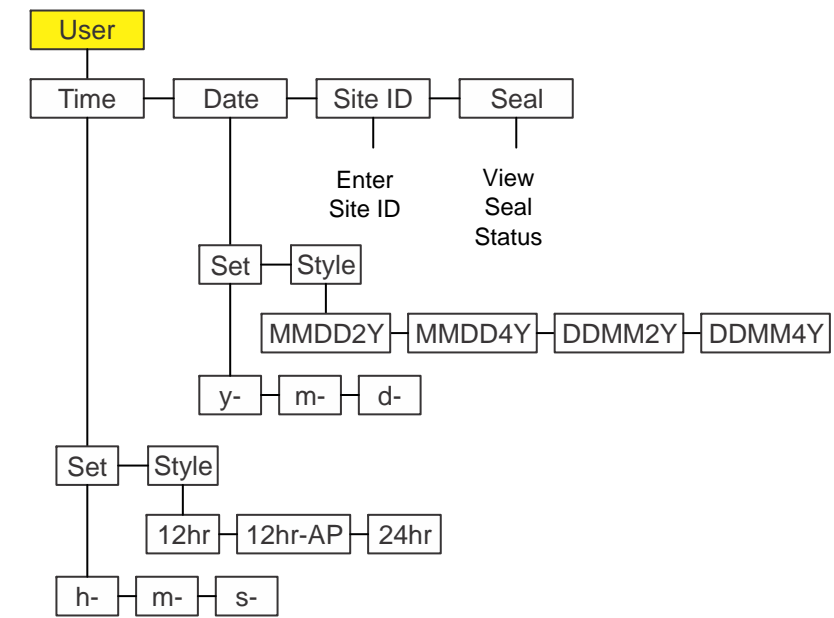 User
Time Date Site ID Seal
Enter
Site ID
View
Seal
Status
Set Style
MMDD2Y MMDD4Y DDMM2Y DDMM4Y
y- m- d-
Set Style
12hr 12hr-AP 24hr
h- m- s-